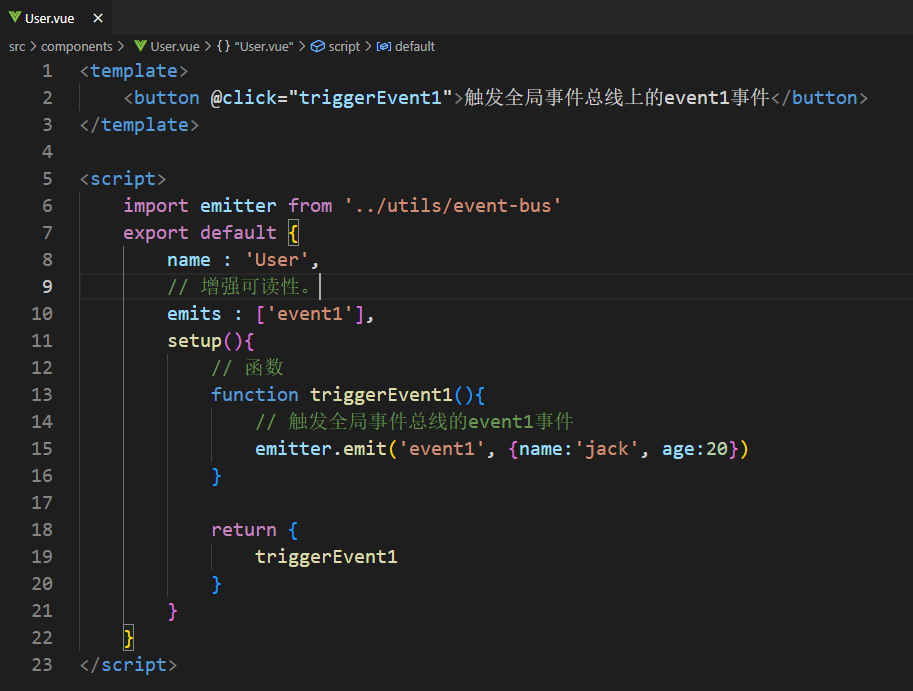 User.vue ×
src > components > User.vue > {} "User.vue" > script > default
1 <template>
2     <button @click="triggerEvent1">触发全局事件总线上的event1事件</button>
3 </template>
4
5 <script>
6     import emitter from '../utils/event-bus'
7     export default {
8         name : 'User',
9         // 增强可读性。
10         emits : ['event1'],
11         setup(){
12             // 函数
13             function triggerEvent1(){
14                 // 触发全局事件总线的event1事件
15                 emitter.emit('event1', {name:'jack', age:20})
16             }
17
18             return {
19                 triggerEvent1
20             }
21         }
22     }
23 </script>